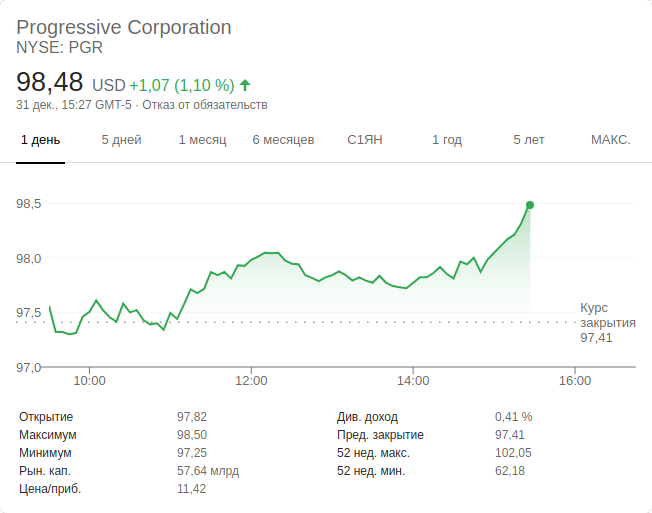 Progressive Corporation
NYSE: PGR
98,48 USD +1,07 (1,10 %)
31 дек., 15:27 GMT-5 · Отказ от обязательств
1 день 5 дней 1 месяц 6 месяцев С1ЯН 1 год 5 лет МАКС.
98,5
98,0
97,5
97,0
Курс
закрытия
97,41
10:00 12:00 14:00 16:00
Открытие 97,82
Максимум 98,50
Минимум 97,25
Рын. кап. 57,64 млрд
Цена/приб. 11,42
Див. доход 0,41 %
Пред. закрытие 97,41
52 нед. макс. 102,05
52 нед. мин. 62,18